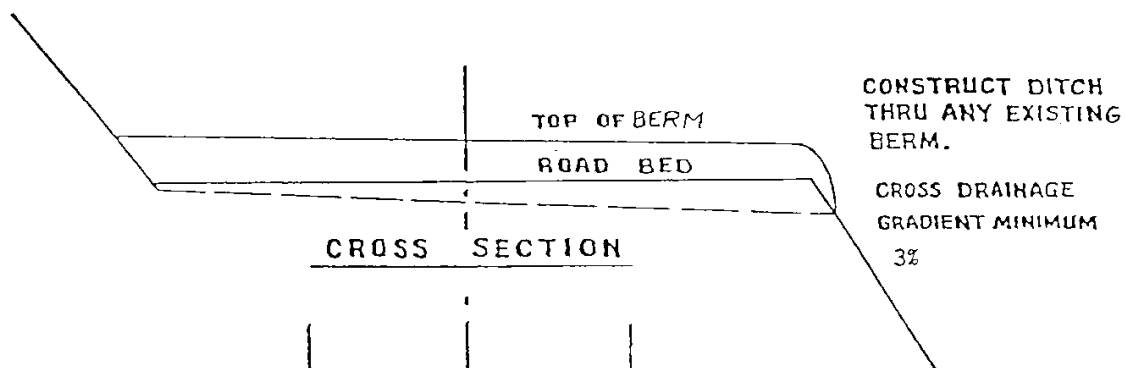 TOP OF BERM
ROAD BED
CROSS SECTION
CONSTRUCT DITCH
THRU ANY EXISTING
BERM.
CROSS DRAINAGE
GRADIENT MINIMUM
3%